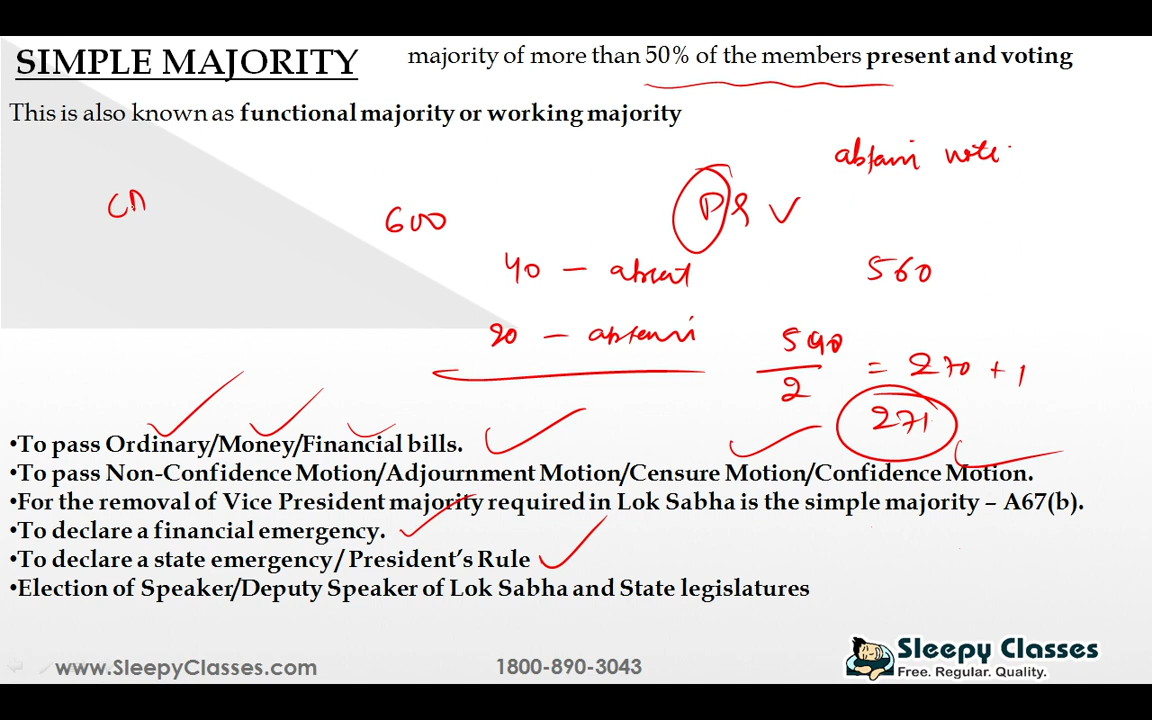 SIMPLE MAJORITY
majority of more than 50% of the members present and voting
This is also known as functional majority or working majority
abstain vote
P & V
600
40 – absent
560
20 – abstain
540
2
= 270 + 1
271
•To pass Ordinary/Money/Financial bills.
•To pass Non-Confidence Motion/Adjournment Motion/Censure Motion/Confidence Motion.
•For the removal of Vice President majority required in Lok Sabha is the simple majority – A67(b).
•To declare a financial emergency.
•To declare a state emergency/ President's Rule
•Election of Speaker/Deputy Speaker of Lok Sabha and State legislatures
www.SleepyClasses.com
1800-890-3043
Sleepy Classes
Free. Regular. Quality.